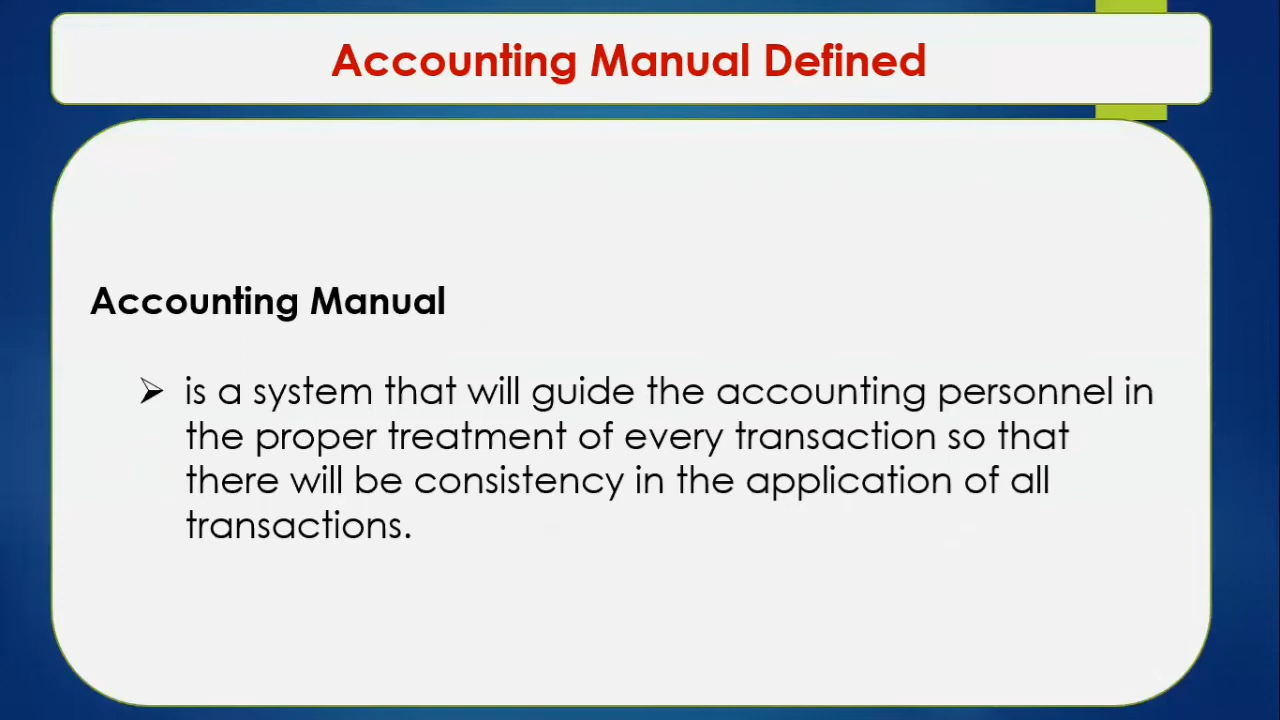 Accounting Manual Defined
Accounting Manual
➢ is a system that will guide the accounting personnel in
the proper treatment of every transaction so that
there will be consistency in the application of all
transactions.